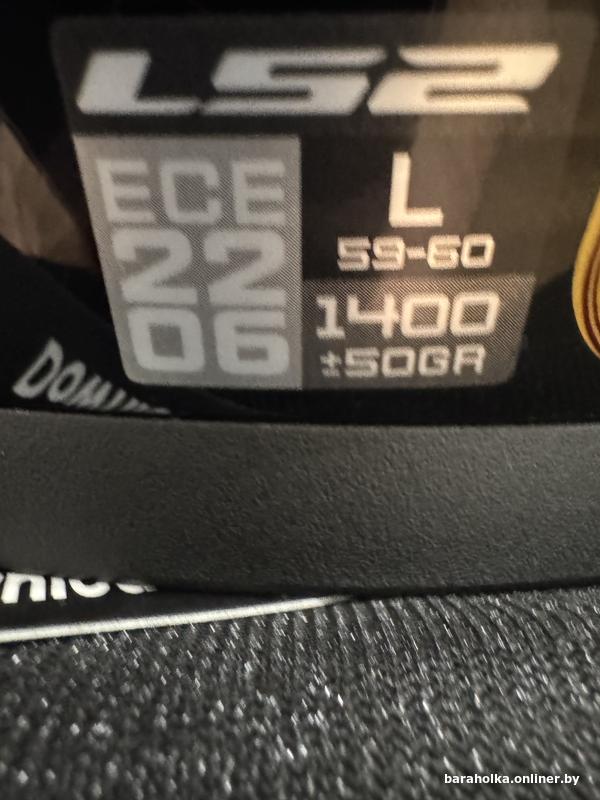 LS2
ECE
22
06
L
59-60
1400
±50GR
baraholka.onliner.by